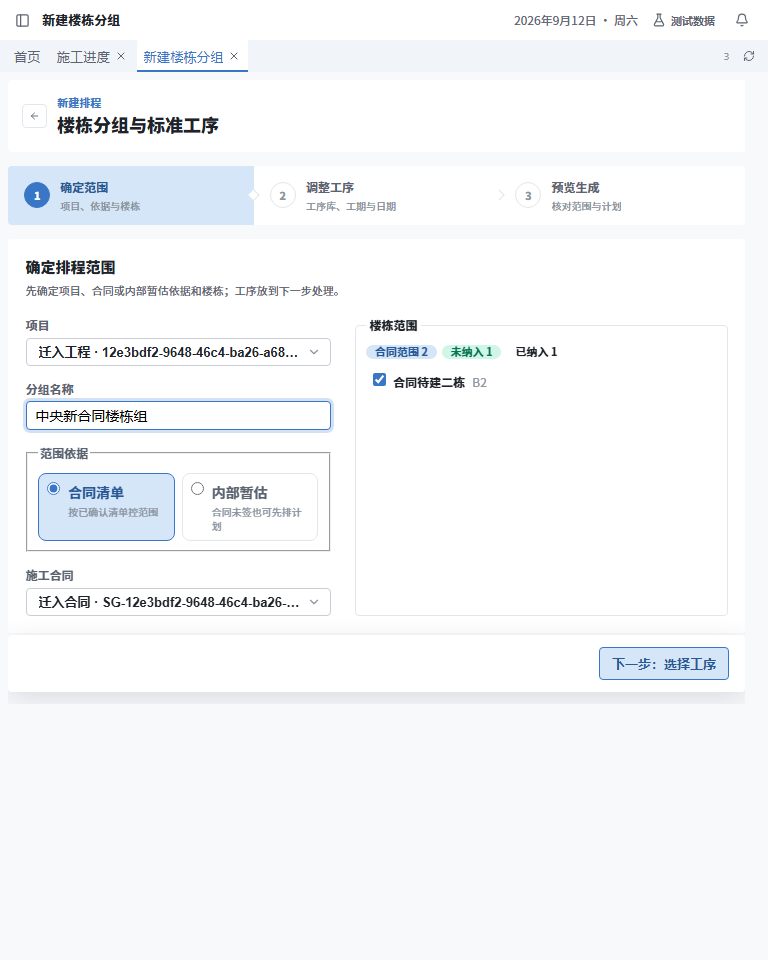 新建楼栋分组
2026年9月12日 · 周六
测试数据
首页
施工进度
新建楼栋分组
3
新建排程
楼栋分组与标准工序
1
确定范围
项目、依据与楼栋
2
调整工序
工序库、工期与日期
3
预览生成
核对范围与计划
确定排程范围
先确定项目、合同或内部暂估依据和楼栋；工序放到下一步处理。
项目
迁入工程 · 12e3bdf2-9648-46c4-ba26-a68...
分组名称
中央新合同楼栋组
范围依据
合同清单
按已确认清单控范围
内部暂估
合同未签也可先排计
划
施工合同
迁入合同 · SG-12e3bdf2-9648-46c4-ba26-...
楼栋范围
合同范围 2
未纳入 1
已纳入 1
合同待建二栋 B2
下一步：选择工序